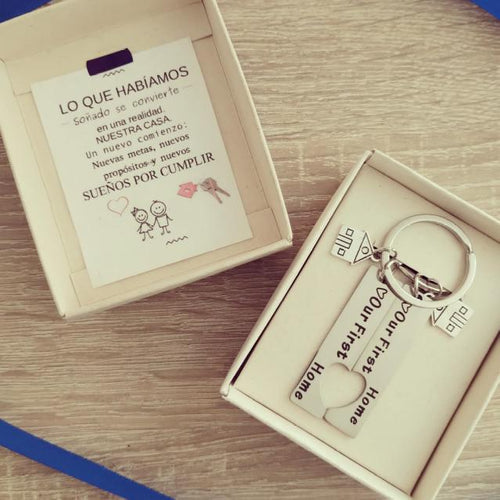 LO QUE HABÍAMOS
Soñado se convierte
en una realidad.
NUESTRA CASA.
Un nuevo comienzo:
Nuevas metas, nuevos
propósitos y nuevos
SUEÑOS POR CUMPLIR
Our First
Home
Our First
Home